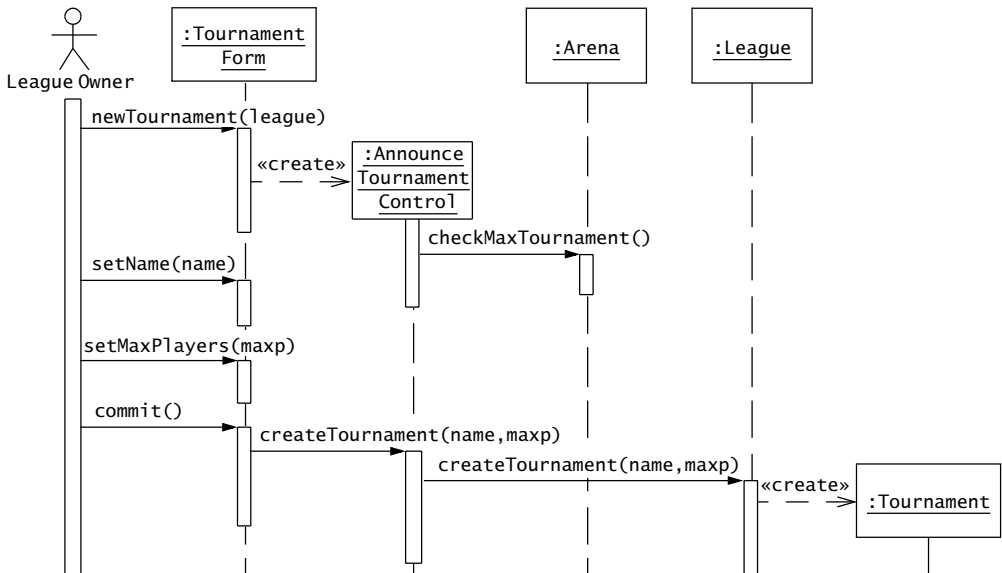 :Tournament
Form
:Arena
:League
League Owner
newTournament(league)
«create»
:Announce
Tournament
Control
checkMaxTournament()
setName(name)
setMaxPlayers(maxp)
commit()
createTournament(name,maxp)
createTournament(name,maxp)
«create»
:Tournament